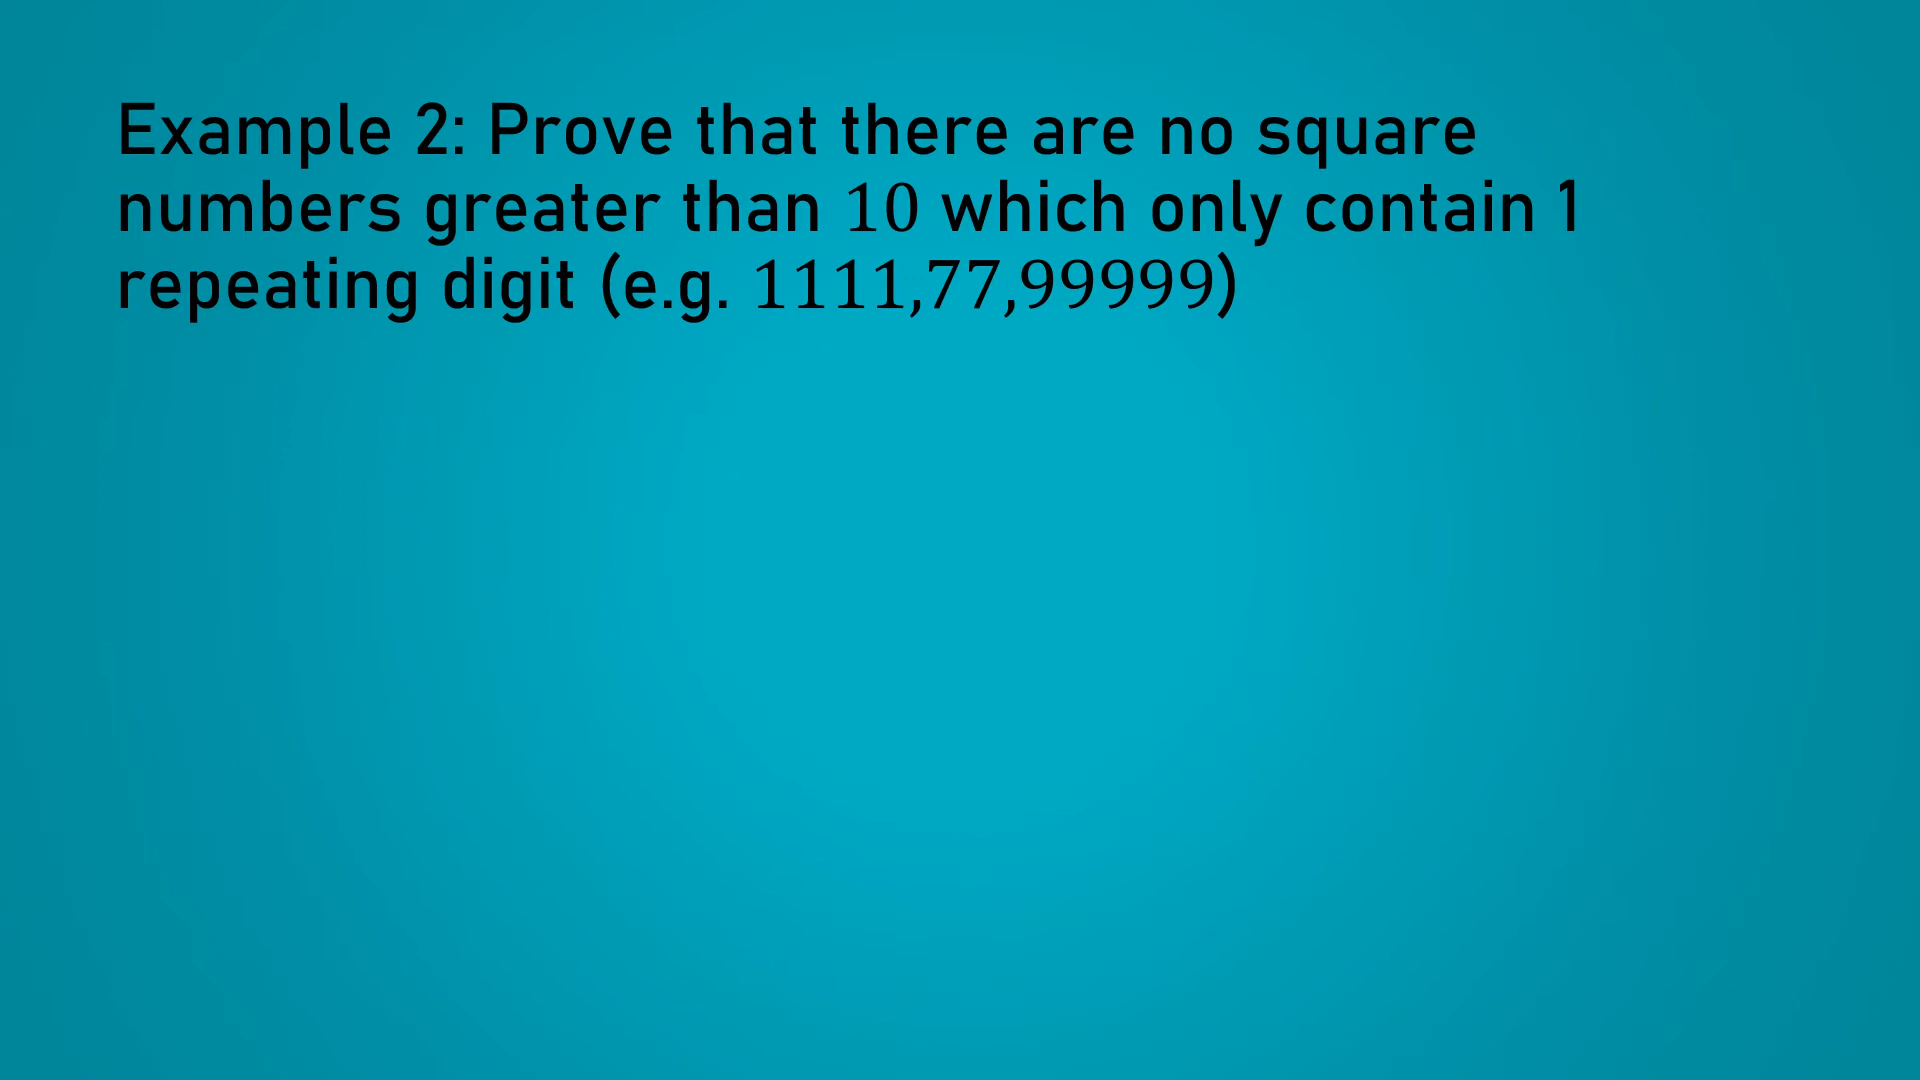 Example 2: Prove that there are no square
numbers greater than 10 which only contain 1
repeating digit (e.g. 1111,77,99999)